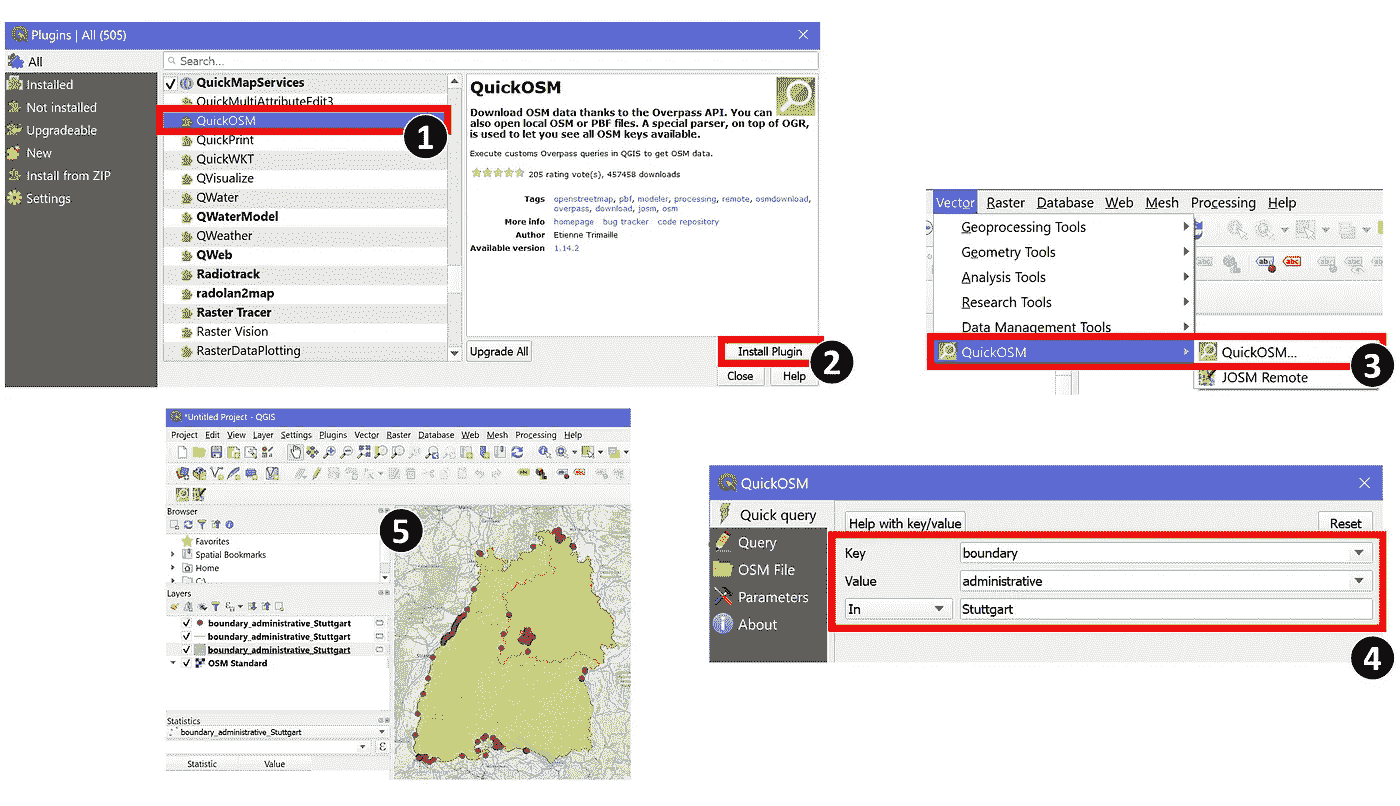 Plugins | All (505)
All
Installed
Not installed
Upgradeable
New
Install from ZIP
Settings
Search...
QuickMapServices
QuickMultiAttributeEdit3
QuickOSM
QuickPrint
QuickWKT
QVisualize
QWater
QWaterModel
QWeather
QWeb
Radiotrack
radolan2map
Raster Tracer
Raster Vision
RasterDataPlotting
1
QuickOSM
Download OSM data thanks to the Overpass API. You can
also open local OSM or PBF files. A special parser, on top of OGR,
is used to let you see all OSM keys available.
Execute customs Overpass queries in QGIS to get OSM data.
205 rating vote(s), 457458 downloads
Tags openstreetmap, pbf, modeler, processing, remote, osmdownload,
overpass, download, josm, osm
More info homepage bug tracker code repository
Author Etienne Trimaille
Available version 1.14.2
Upgrade All
Install Plugin
2
Close Help
Vector Raster Database Web Mesh Processing Help
Geoprocessing Tools
Geometry Tools
Analysis Tools
Research Tools
Data Management Tools
QuickOSM
QuickOSM...
JOSM Remote
3
QuickOSM
Quick query
Query
OSM File
Parameters
About
Help with key/value Reset
Key boundary
Value administrative
In Stuttgart
4
*Untitled Project - QGIS
Project Edit View Layer Settings Plugins Vector Raster Database Web Mesh Processing Help
Browser
Favorites
Spatial Bookmarks
Home
C:\
Layers
boundary_administrative_Stuttgart
boundary_administrative_Stuttgart
boundary_administrative_Stuttgart
OSM Standard
Statistics
boundary_administrative_Stuttgart
ε
Statistic Value
5